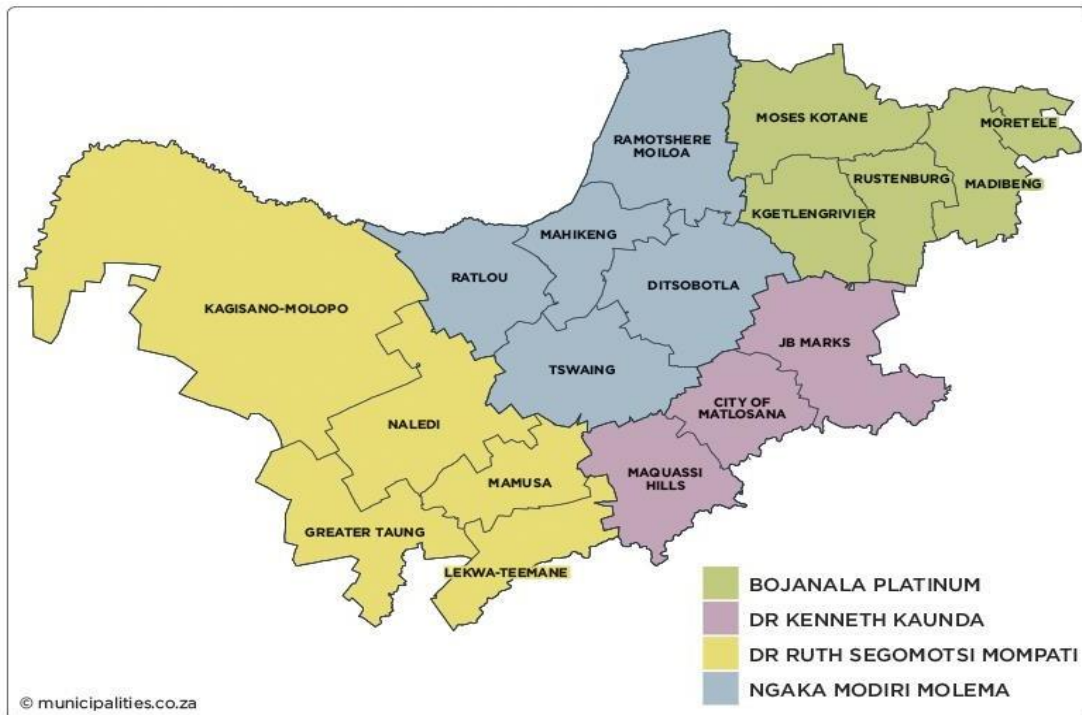 MOSES KOTANE
MORETELE
RAMOTSHERE
MOILOA
RUSTENBURG
MADIBENG
KGETLENGRIVIER
MAHIKENG
RATLOU
DITSOBOTLA
KAGISANO-MOLOPO
JB MARKS
TSWAING
CITY OF
MATLOSANA
NALEDI
MAQUASSI
HILLS
MAMUSA
GREATER TAUNG
LEKWA-TEEMANE
BOJANALA PLATINUM
DR KENNETH KAUNDA
DR RUTH SEGOMOTSI MOMPATI
NGAKA MODIRI MOLEMA
© municipalities.co.za